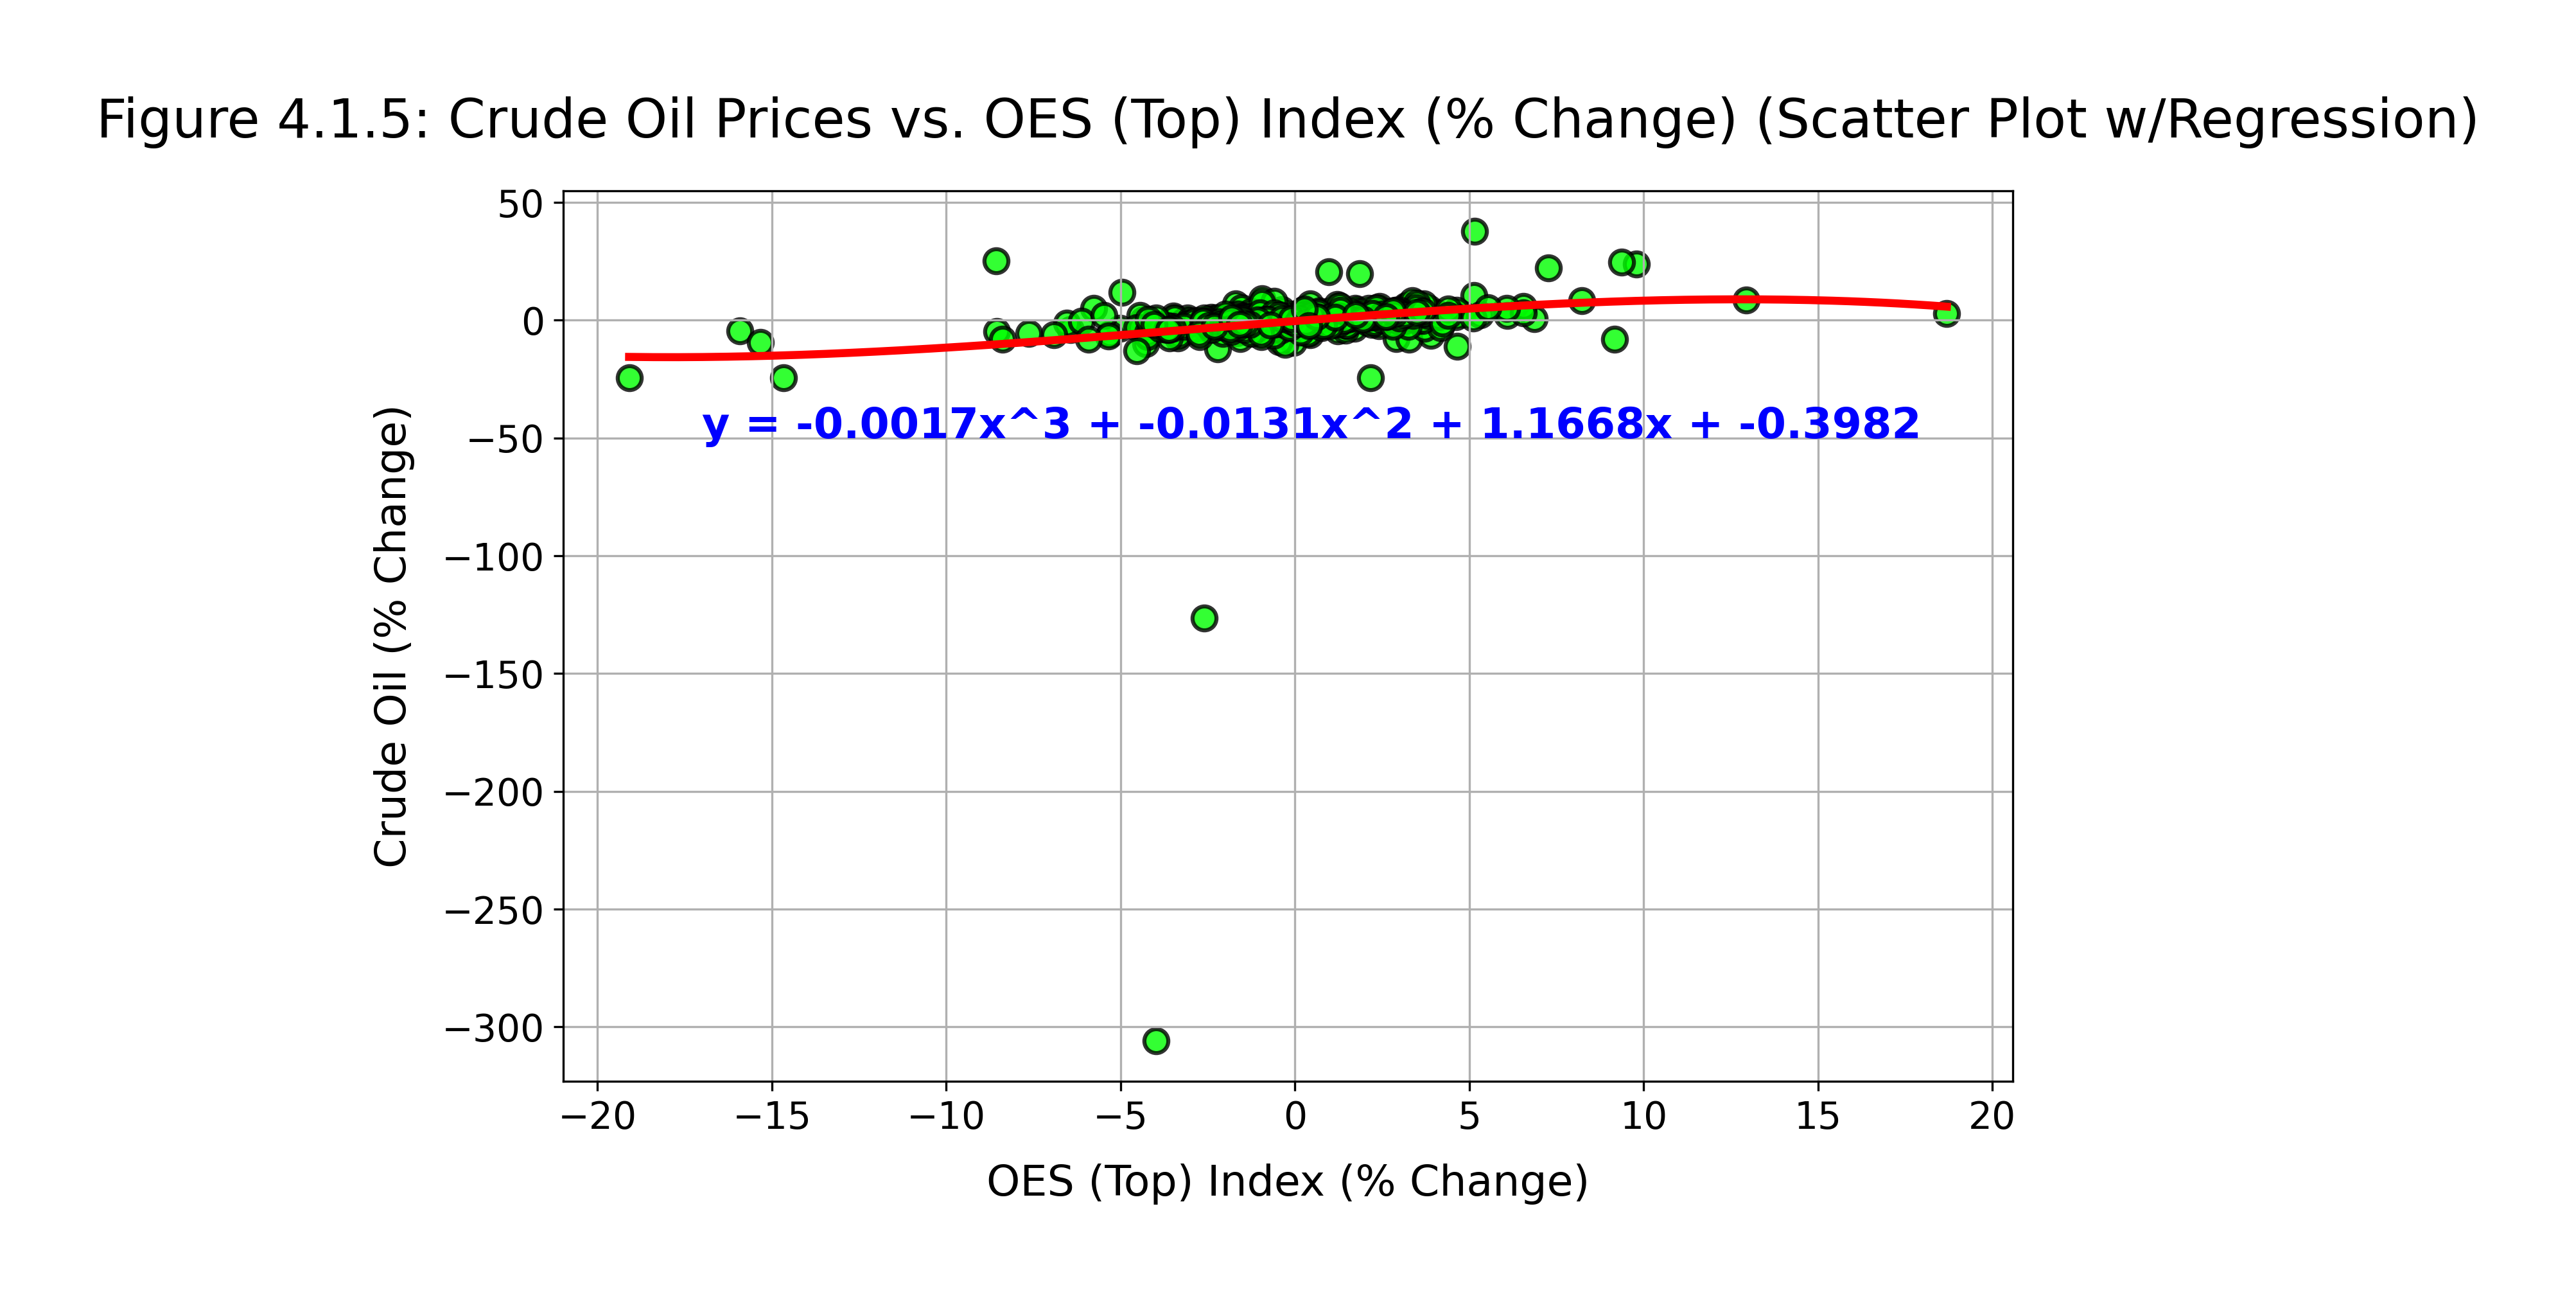 Figure 4.1.5: Crude Oil Prices vs. OES (Top) Index (% Change) (Scatter Plot w/Regression)
50
0
−50
−100
−150
−200
−250
−300
Crude Oil (% Change)
y = -0.0017x^3 + -0.0131x^2 + 1.1668x + -0.3982
−20 −15 −10 −5 0 5 10 15 20
OES (Top) Index (% Change)